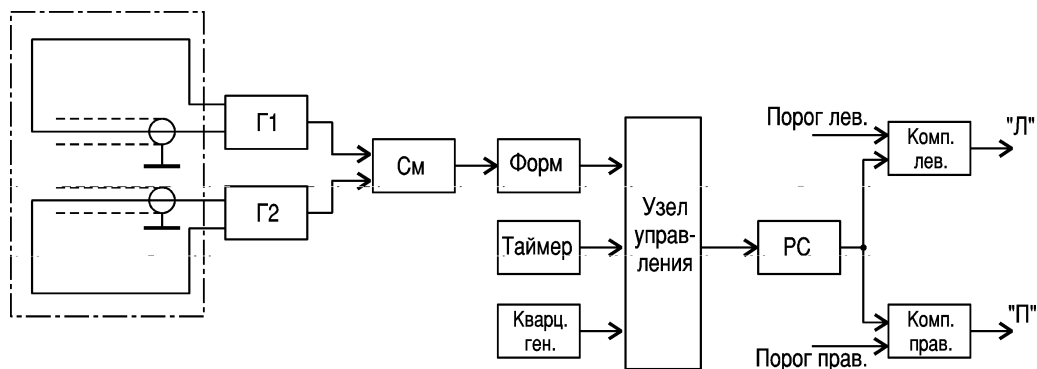 Г1
Г2
См
Форм
Таймер
Кварц.
ген.
Узел
управ-
ления
РС
Порог лев.
Комп.
лев.
"Л"
Комп.
прав.
"П"
Порог прав.